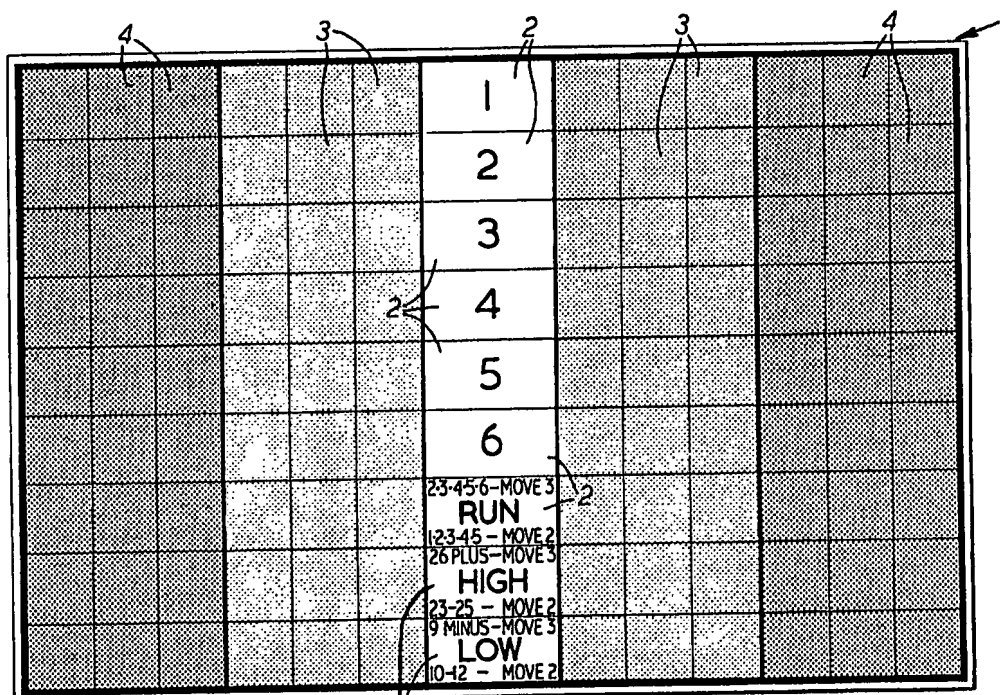 4 3 2 3 4
1
2
3
2 4
5
6
2·3·4·5·6–MOVE 3
RUN 2
1·2·3·4·5 – MOVE 2
26 PLUS–MOVE 3
HIGH
23–25 – MOVE 2
9 MINUS–MOVE 3
LOW
10–12 – MOVE 2